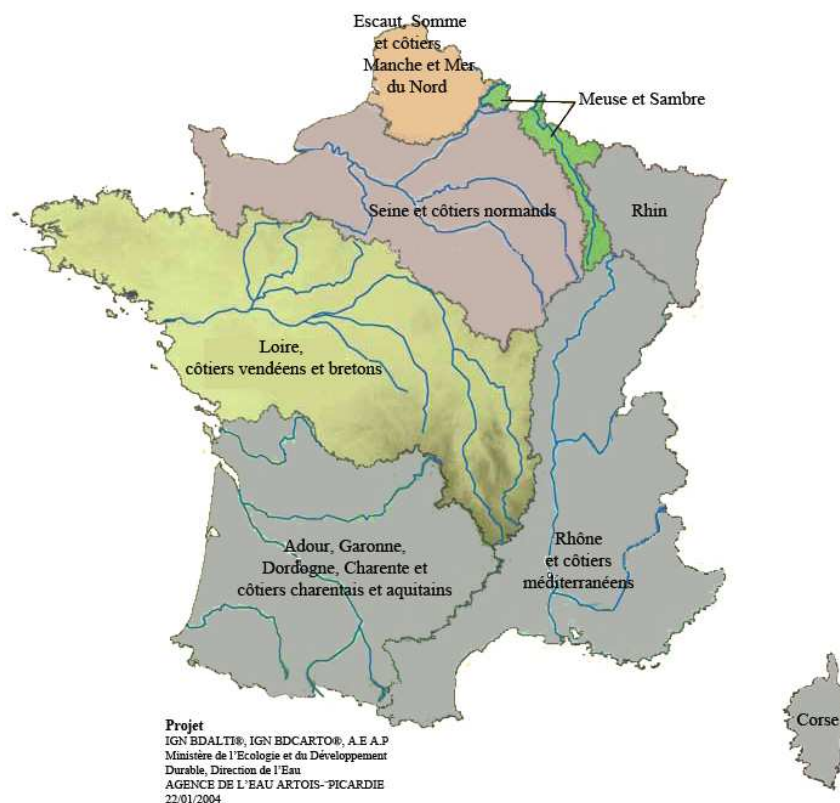 Escaut, Somme
et côtiers
Manche et Mer
du Nord
Meuse et Sambre
Seine et côtiers normands
Rhin
Loire,
côtiers vendéens et bretons
Adour, Garonne,
Dordogne, Charente et
côtiers charentais et aquitains
Rhône
et côtiers
méditerranéens
Corse
Projet
IGN BDALTI®, IGN BDCARTO®, A.E A.P
Ministère de l'Ecologie et du Développement
Durable, Direction de l'Eau
AGENCE DE L'EAU ARTOIS-PICARDIE
22/01/2004